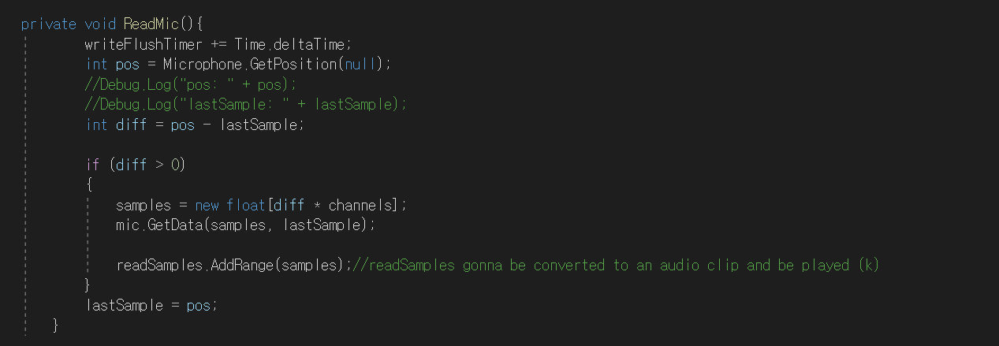 private void ReadMic(){
writeFlushTimer += Time.deltaTime;
int pos = Microphone.GetPosition(null);
//Debug.Log("pos: " + pos);
//Debug.Log("lastSample: " + lastSample);
int diff = pos - lastSample;
if (diff > 0)
{
samples = new float[diff * channels];
mic.GetData(samples, lastSample);
readSamples.AddRange(samples);//readSamples gonna be converted to an audio clip and be played (k)
}
lastSample = pos;
}